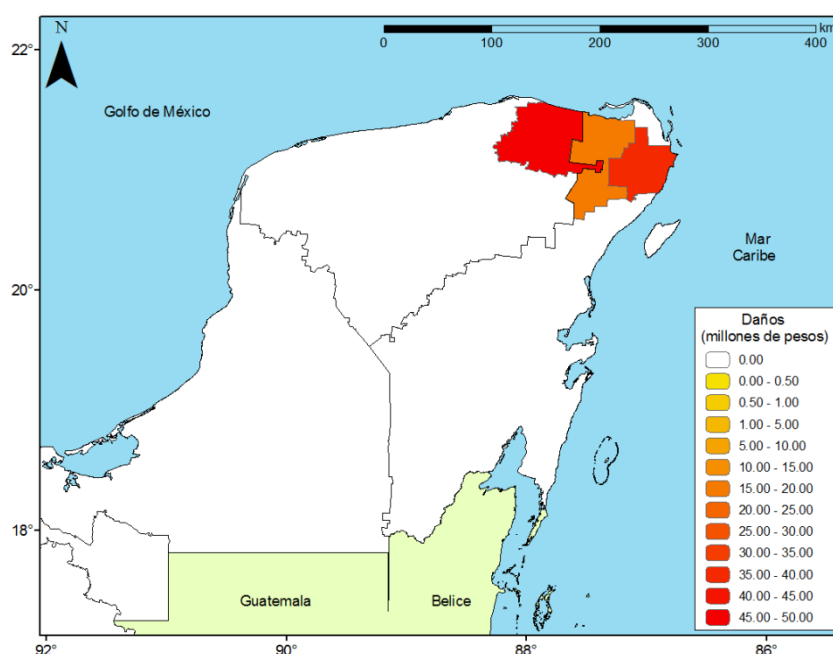 N
0 100 200 300 400
km
22°
Golfo de México
Mar
Caribe
20°
Daños
(millones de pesos)
0.00
0.00 - 0.50
0.50 - 1.00
1.00 - 5.00
5.00 - 10.00
10.00 - 15.00
15.00 - 20.00
20.00 - 25.00
25.00 - 30.00
30.00 - 35.00
35.00 - 40.00
40.00 - 45.00
45.00 - 50.00
18°
Guatemala
Belice
92° 90° 88° 86°